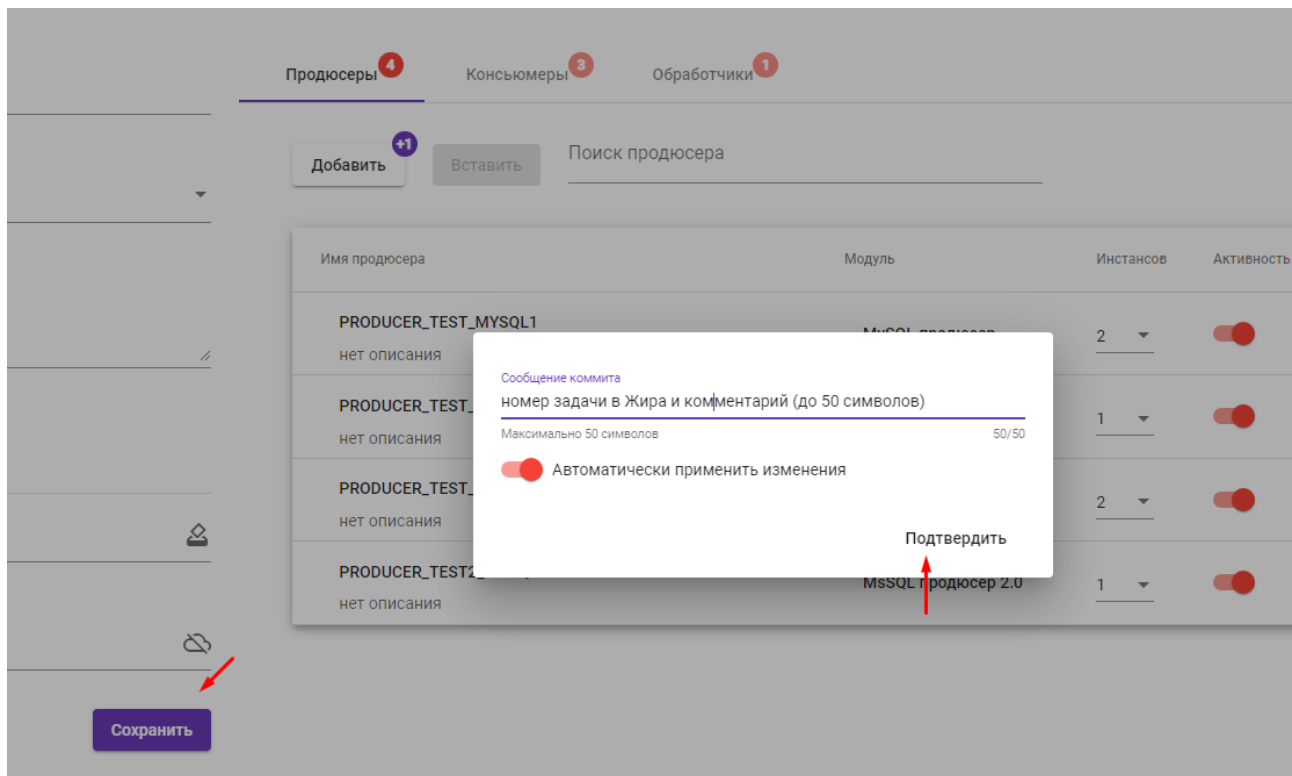 Продюсеры 4 Консьюмеры 3 Обработчики 1
Добавить +1 Вставить Поиск продюсера
Имя продюсера Модуль Инстансов Активность
PRODUCER_TEST_MYSQL1
нет описания 2
Сообщение коммита
номер задачи в Жира и комментарий (до 50 символов)
Максимально 50 символов 50/50
Автоматически применить изменения
Подтвердить
PRODUCER_TEST_
нет описания 1
PRODUCER_TEST_
нет описания 2
PRODUCER_TEST2_ MsSQL продюсер 2.0
нет описания 1
Сохранить